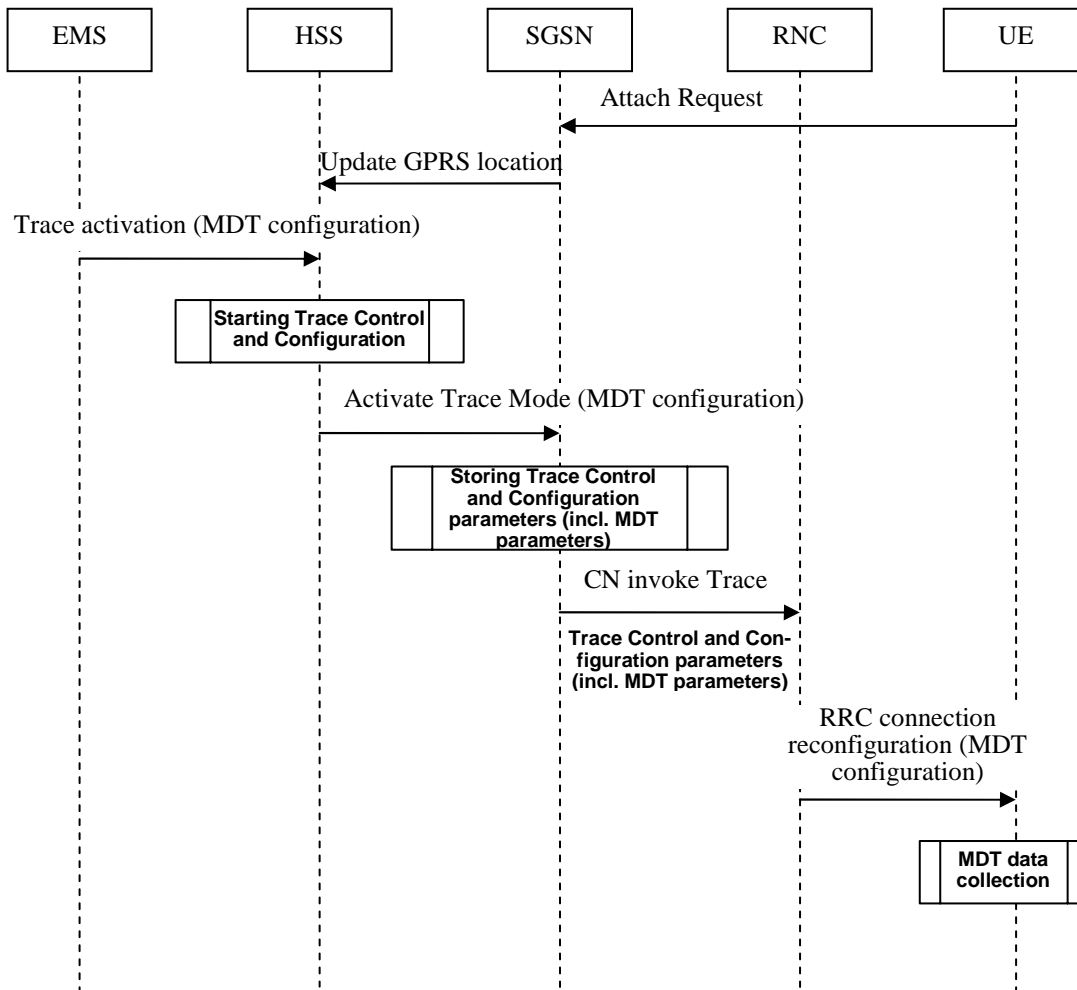 EMS
HSS
SGSN
RNC
UE
Attach Request
Update GPRS location
Trace activation (MDT configuration)
Starting Trace Control
and Configuration
Activate Trace Mode (MDT configuration)
Storing Trace Control
and Configuration
parameters (incl. MDT
parameters)
CN invoke Trace
Trace Control and Con-
figuration parameters
(incl. MDT parameters)
RRC connection
reconfiguration (MDT
configuration)
MDT data
collection